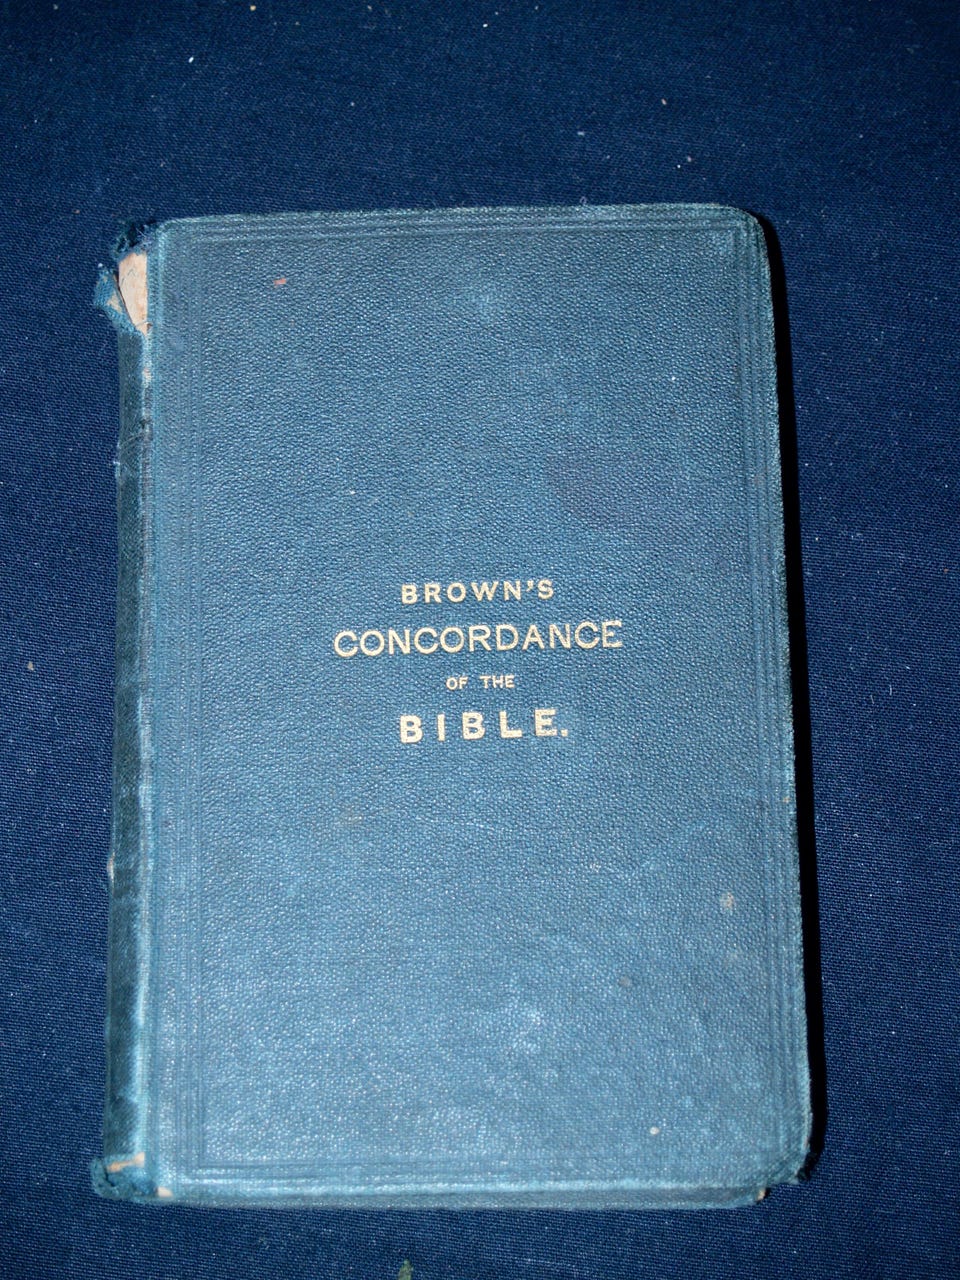 BROWN'S
CONCORDANCE
OF THE
BIBLE.